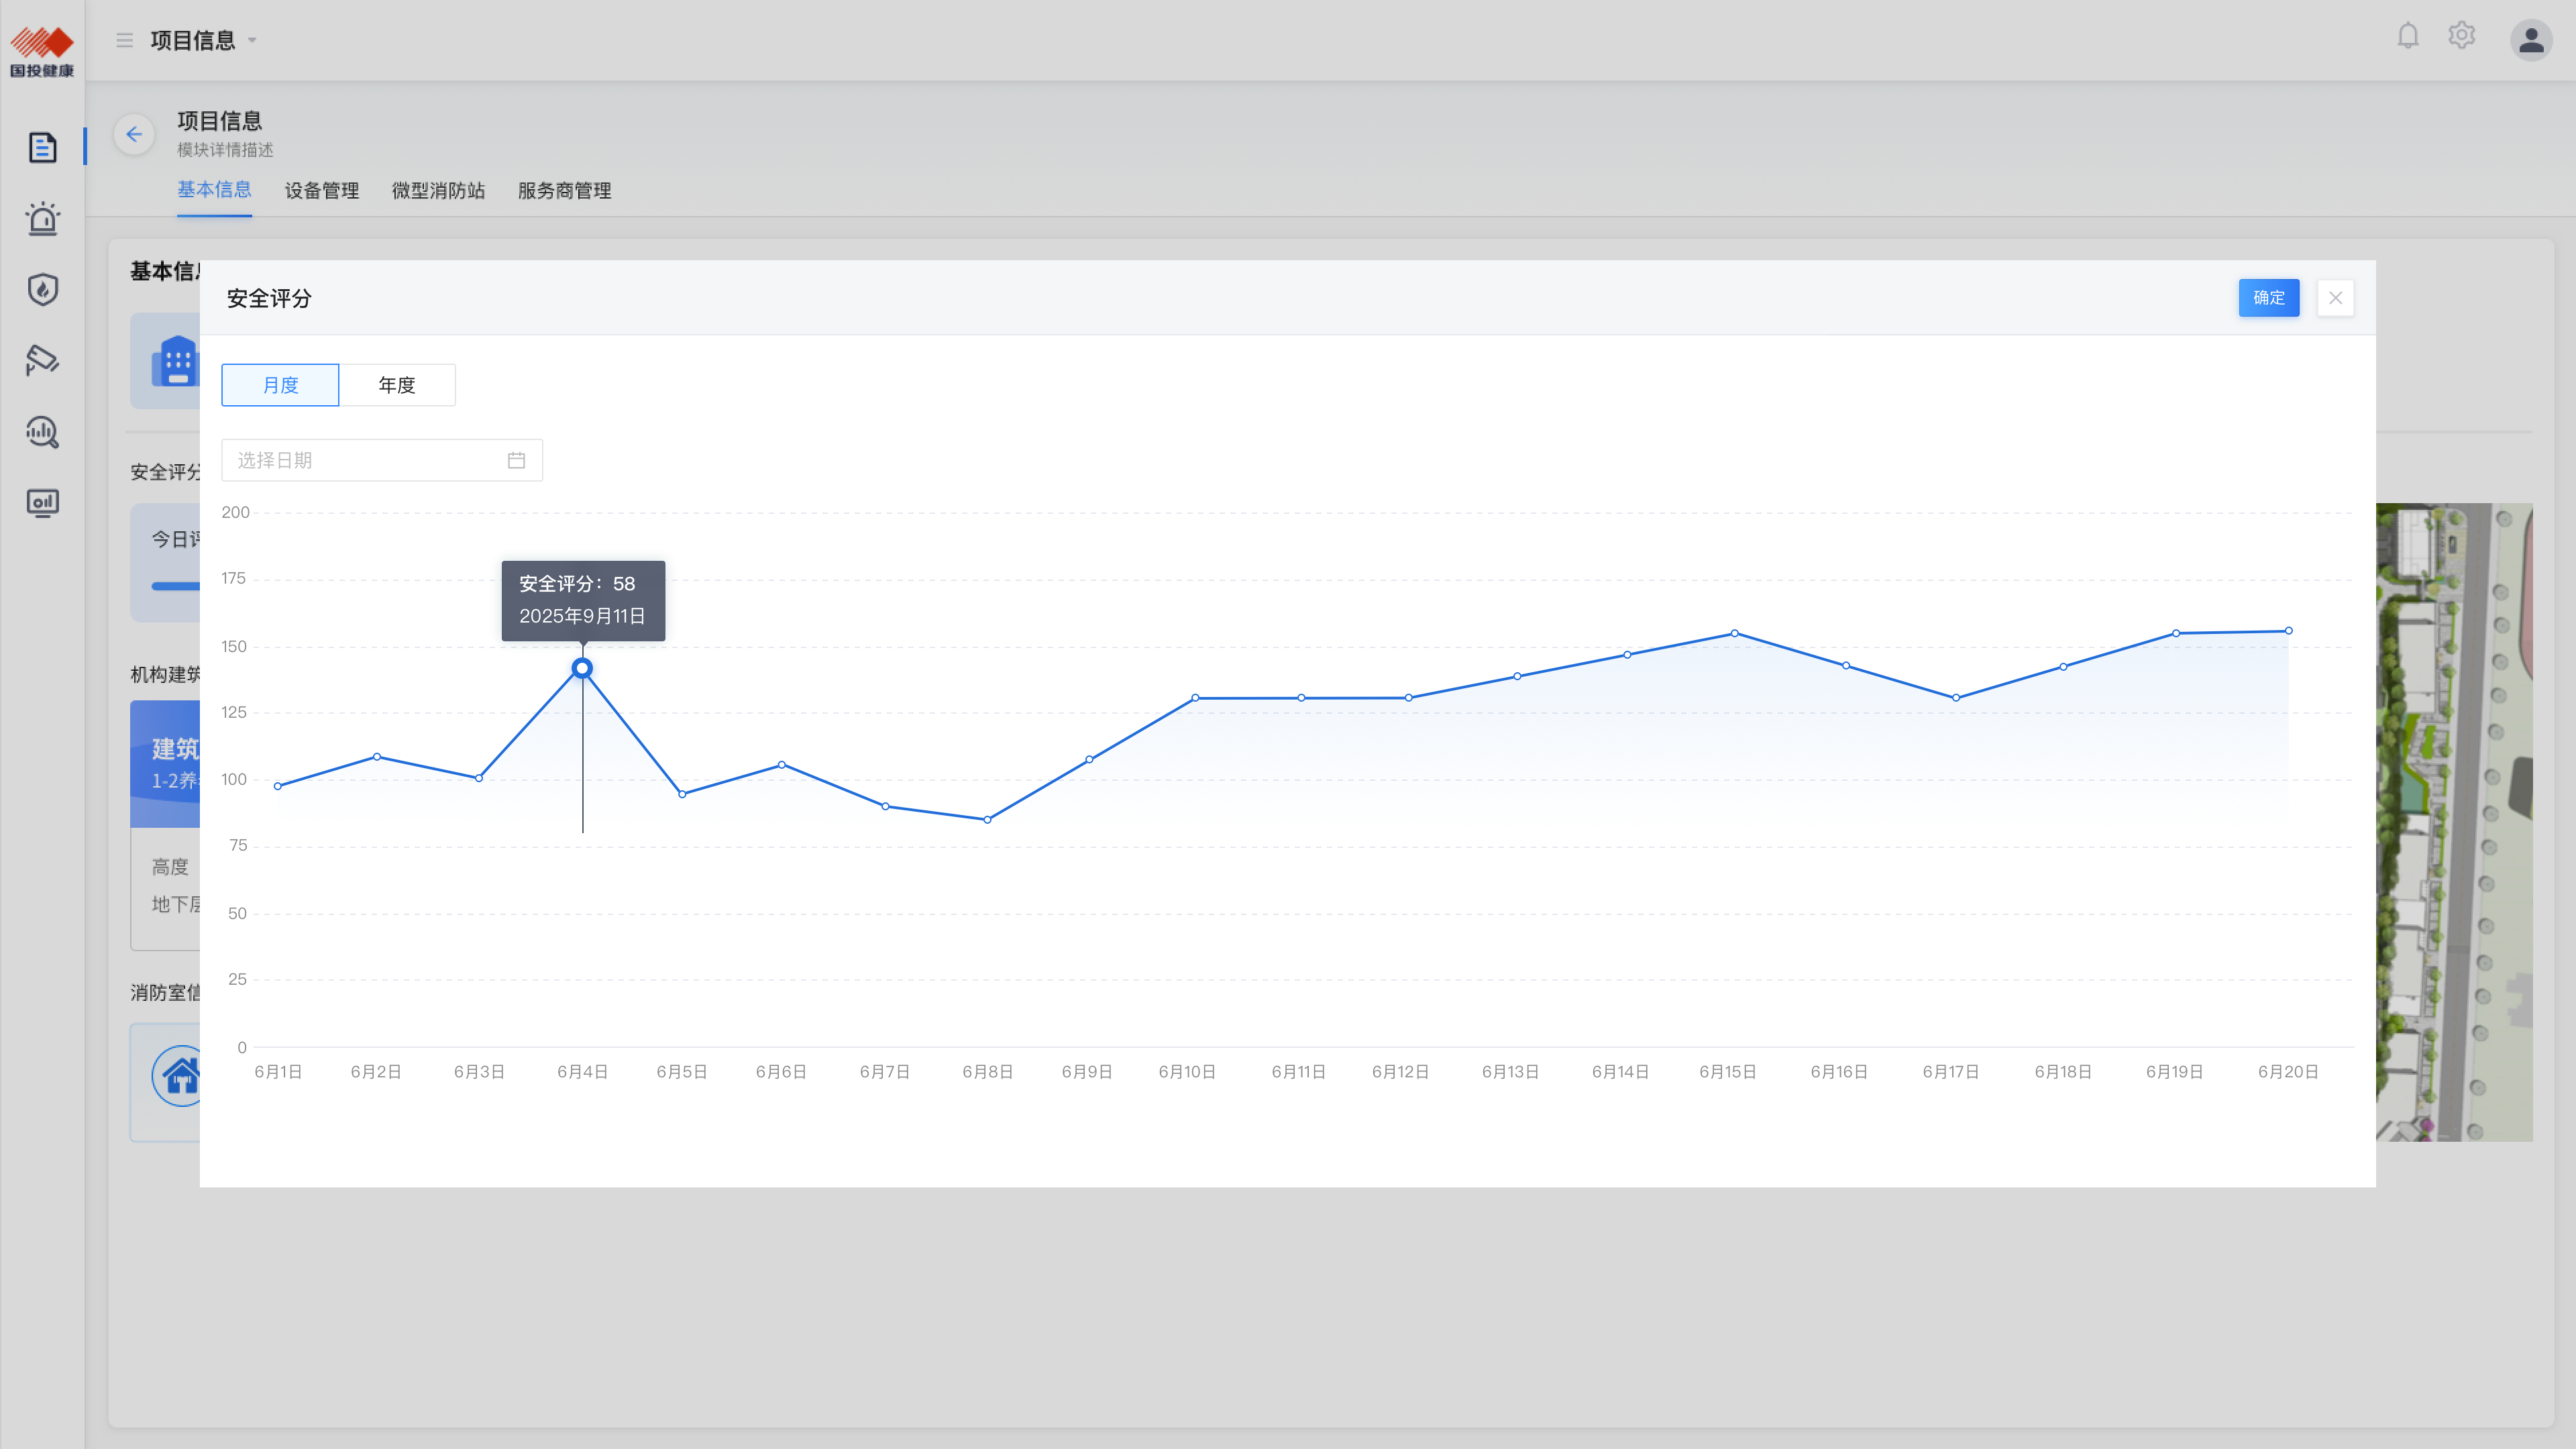 国投健康
项目信息
项目信息
模块详情描述
基本信息 设备管理 微型消防站 服务商管理
基本信
安全评分
确定
月度 年度
选择日期
安全评分
今日评
机构建筑
建筑
1-2养
高度
地下层
消防室信
200
175
150
125
100
75
50
25
0
安全评分：58
2025年9月11日
6月1日 6月2日 6月3日 6月4日 6月5日 6月6日 6月7日 6月8日 6月9日 6月10日 6月11日 6月12日 6月13日 6月14日 6月15日 6月16日 6月17日 6月18日 6月19日 6月20日